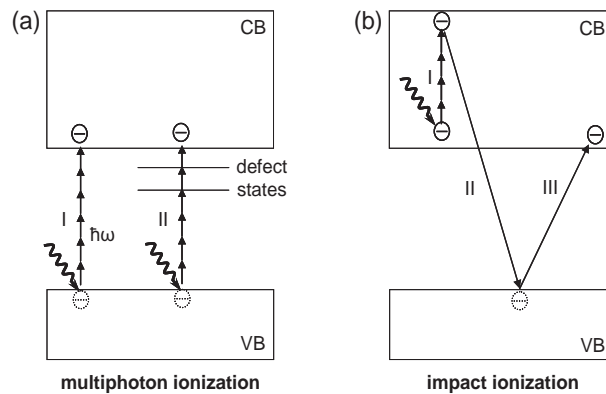 (a)
CB
defect
states
I
II
ħω
VB
multiphoton ionization
(b)
CB
I
II
III
VB
impact ionization